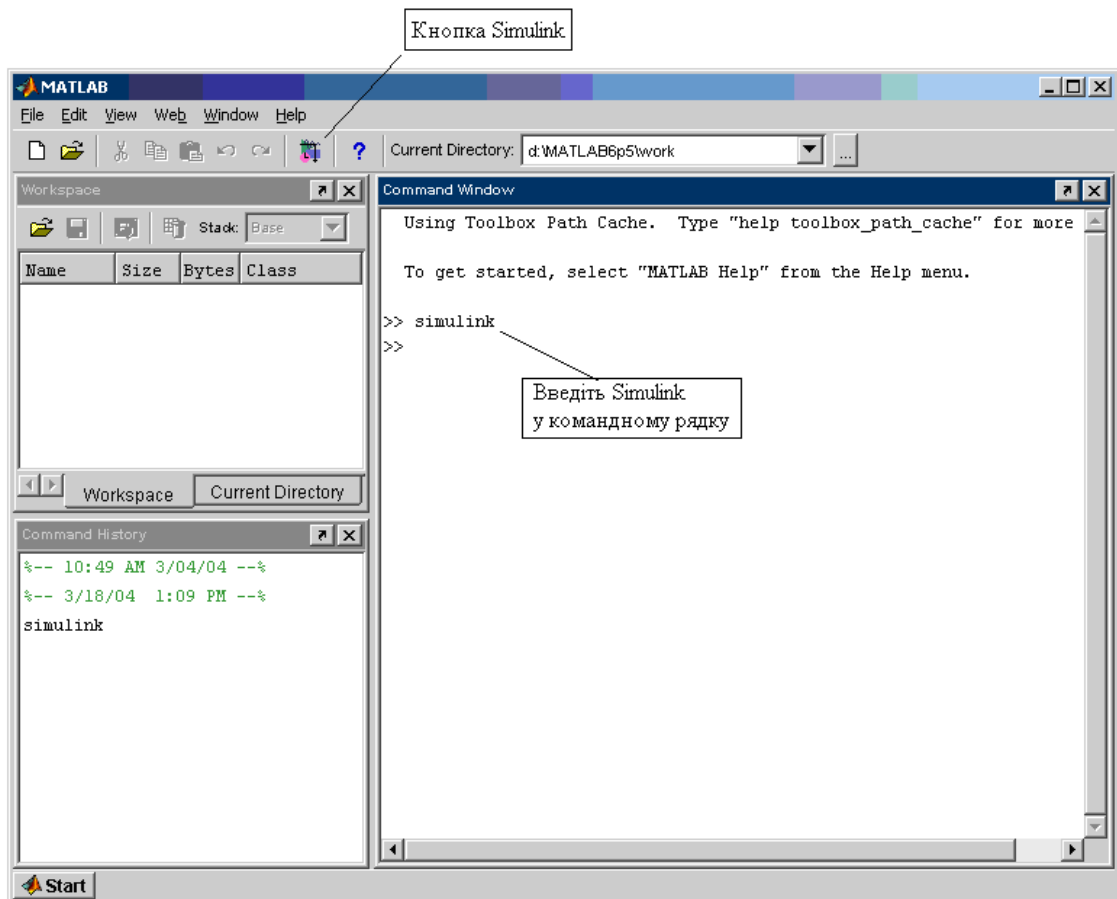 Кнопка Simulink
MATLAB
File Edit View Web Window Help
? Current Directory: d:\MATLAB6p5\work ...
Workspace
Stack: Base
Name Size Bytes Class
Workspace Current Directory
Command History
%-- 10:49 AM 3/04/04 --%
%-- 3/18/04 1:09 PM --%
simulink
Command Window
Using Toolbox Path Cache. Type "help toolbox_path_cache" for more
To get started, select "MATLAB Help" from the Help menu.
>> simulink
>>
Введіть Simulink
у командному рядку
Start